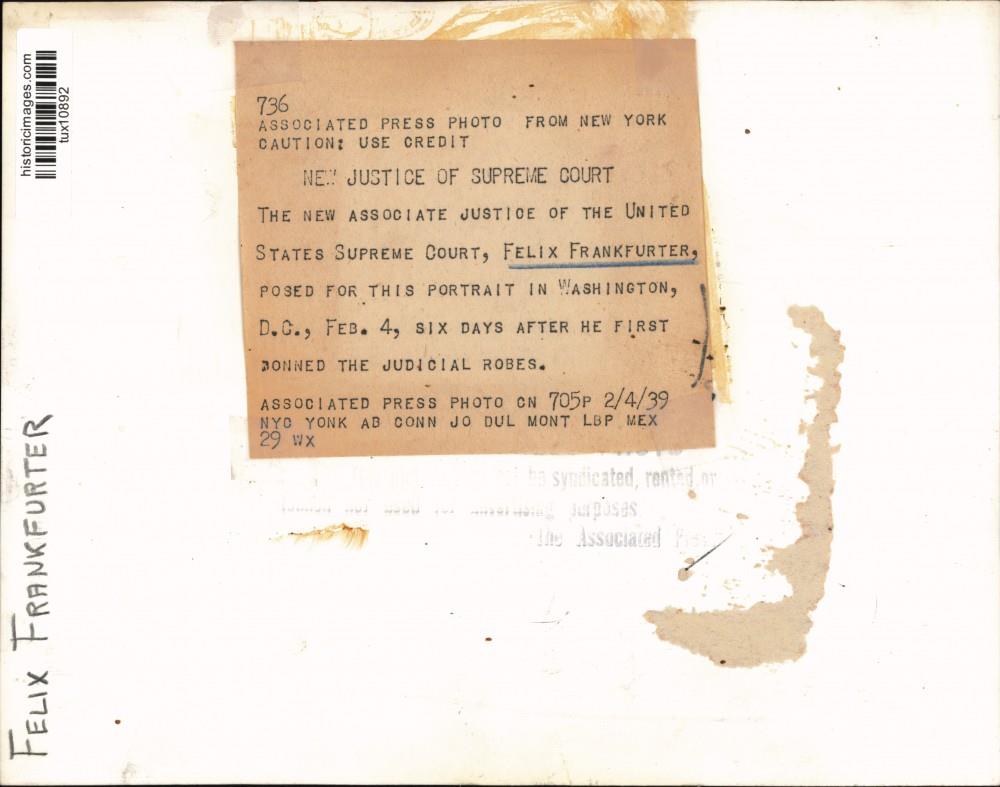 historicimages.com
tux10892
736
ASSOCIATED PRESS PHOTO FROM NEW YORK
CAUTION: USE CREDIT
NEW JUSTICE OF SUPREME COURT
THE NEW ASSOCIATE JUSTICE OF THE UNITED
STATES SUPREME COURT, FELIX FRANKFURTER,
POSED FOR THIS PORTRAIT IN WASHINGTON,
D.C., FEB. 4, SIX DAYS AFTER HE FIRST
DONNED THE JUDICIAL ROBES.
ASSOCIATED PRESS PHOTO CN 705P 2/4/39
NYC YONK AB CONN JO DUL MONT LBP MEX
29 WX
be syndicated, rented, or
advertising purposes
The Associated Press
FELIX FRANKFURTER